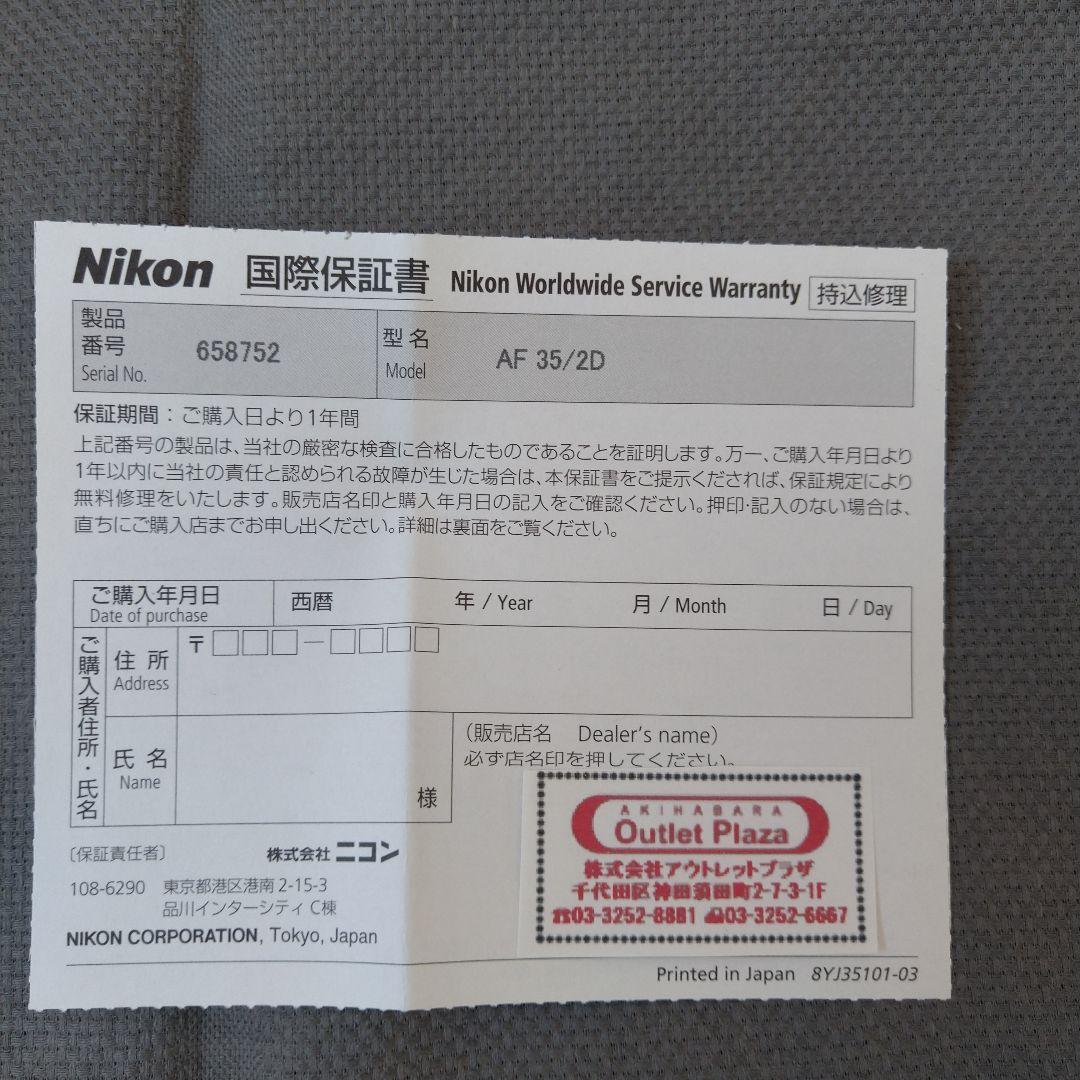 Nikon 国際保証書 Nikon Worldwide Service Warranty 持込修理
製品番号 Serial No. 658752 型名 Model AF 35/2D
保証期間：ご購入日より1年間
上記番号の製品は、当社の厳密な検査に合格したものであることを証明します。万一、ご購入年月日より
1年以内に当社の責任と認められる故障が生じた場合は、本保証書をご提示くだされば、保証規定により
無料修理をいたします。販売店名印と購入年月日の記入をご確認ください。押印・記入のない場合は、
直ちにご購入店までお申し出ください。詳細は裏面をご覧ください。
ご購入年月日 Date of purchase 西暦 年 / Year 月 / Month 日 / Day
ご購入者住所・氏名
住所 Address 〒□□□－□□□□
氏名 Name 様
（販売店名 Dealer's name）
必ず店名印を押してください。
AKIHABARA
Outlet Plaza
株式会社アウトレットプラザ
千代田区神田須田町2-7-3-1F
☎03-3252-8881 📠03-3252-6667
〔保証責任者〕 株式会社ニコン
108-6290 東京都港区港南2-15-3
品川インターシティC棟
NIKON CORPORATION, Tokyo, Japan
Printed in Japan 8YJ35101-03